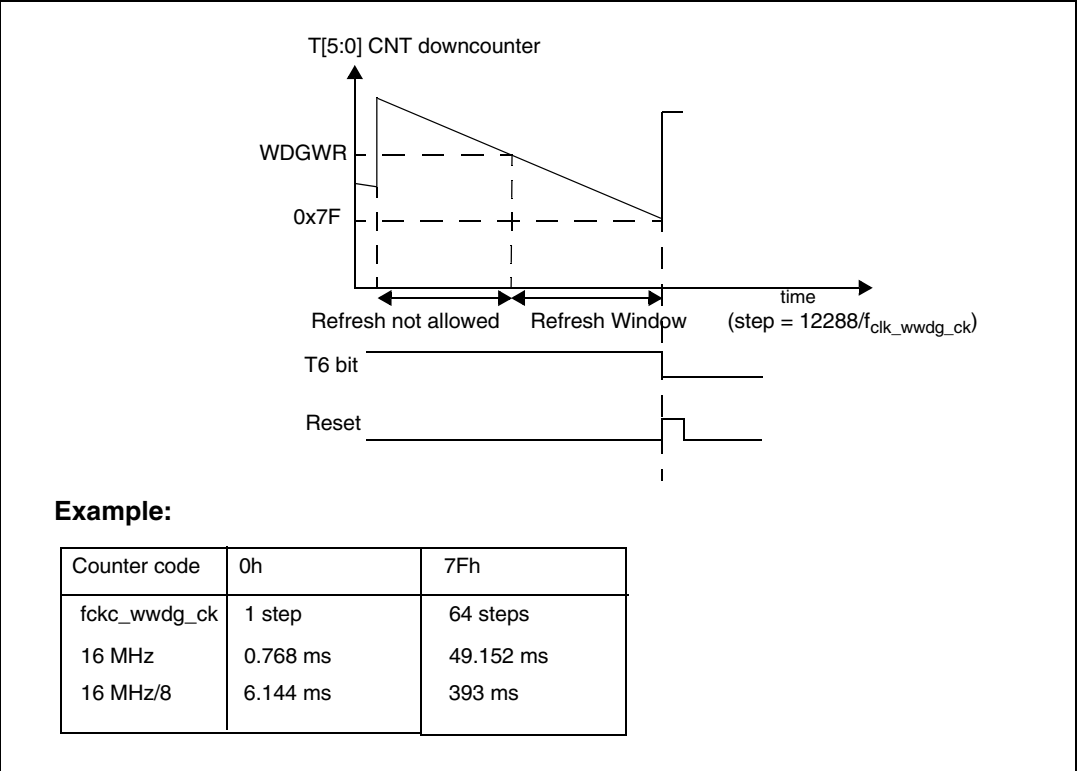 T[5:0] CNT downcounter
WDGWR
0x7F
time
Refresh not allowed Refresh Window (step = 12288/fclk_wwdg_ck)
T6 bit
Reset
Example:
Counter code 0h 7Fh
fckc_wwdg_ck 1 step 64 steps
16 MHz 0.768 ms 49.152 ms
16 MHz/8 6.144 ms 393 ms